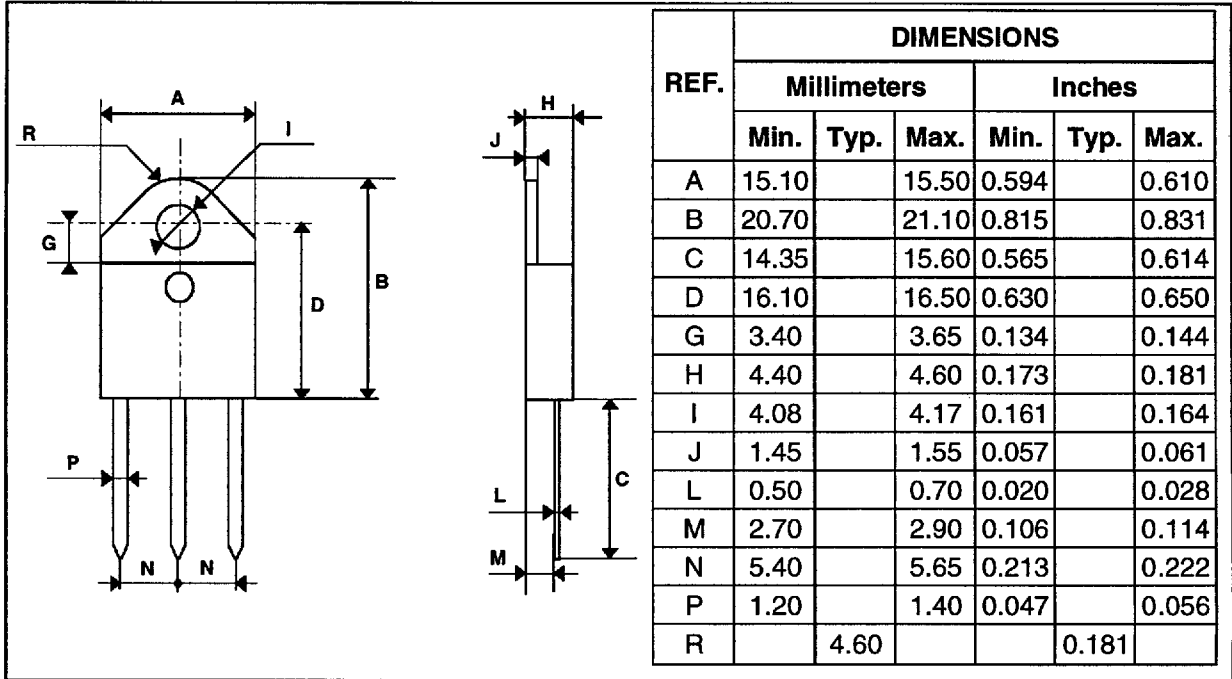 A
R
I
G
B
D
P
N N
H
J
C
L
M
REF. DIMENSIONS
Millimeters Inches
Min. Typ. Max. Min. Typ. Max.
A 15.10 15.50 0.594 0.610
B 20.70 21.10 0.815 0.831
C 14.35 15.60 0.565 0.614
D 16.10 16.50 0.630 0.650
G 3.40 3.65 0.134 0.144
H 4.40 4.60 0.173 0.181
I 4.08 4.17 0.161 0.164
J 1.45 1.55 0.057 0.061
L 0.50 0.70 0.020 0.028
M 2.70 2.90 0.106 0.114
N 5.40 5.65 0.213 0.222
P 1.20 1.40 0.047 0.056
R 4.60 0.181